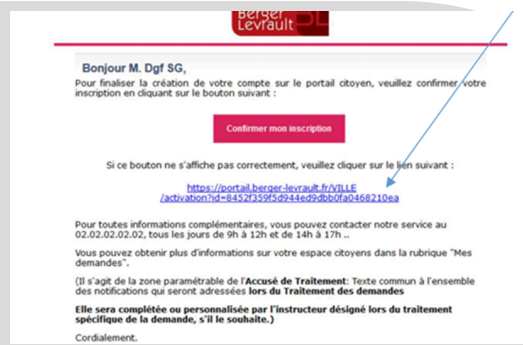 Berger
Levrault
Bonjour M. Dgf SG,
Pour finaliser la création de votre compte sur le portail citoyen, veuillez confirmer votre
inscription en cliquant sur le bouton suivant :
Confirmer mon inscription
Si ce bouton ne s'affiche pas correctement, veuillez cliquer sur le lien suivant :
https://portail.berger-levrault.fr/VILLE
/activation?id=8452f359f5d944ed9dbb0fa0468210ea
Pour toutes informations complémentaires, vous pouvez contacter notre service au
02.02.02.02.02, tous les jours de 9h à 12h et de 14h à 17h ..
Vous pouvez obtenir plus d'informations sur votre espace citoyens dans la rubrique "Mes
demandes".
(Il s'agit de la zone paramétrable de l'Accusé de Traitement: Texte commun à l'ensemble
des notifications qui seront adressées lors du Traitement des demandes
Elle sera complétée ou personnalisée par l'instructeur désigné lors du traitement
spécifique de la demande, s'il le souhaite.)
Cordialement.